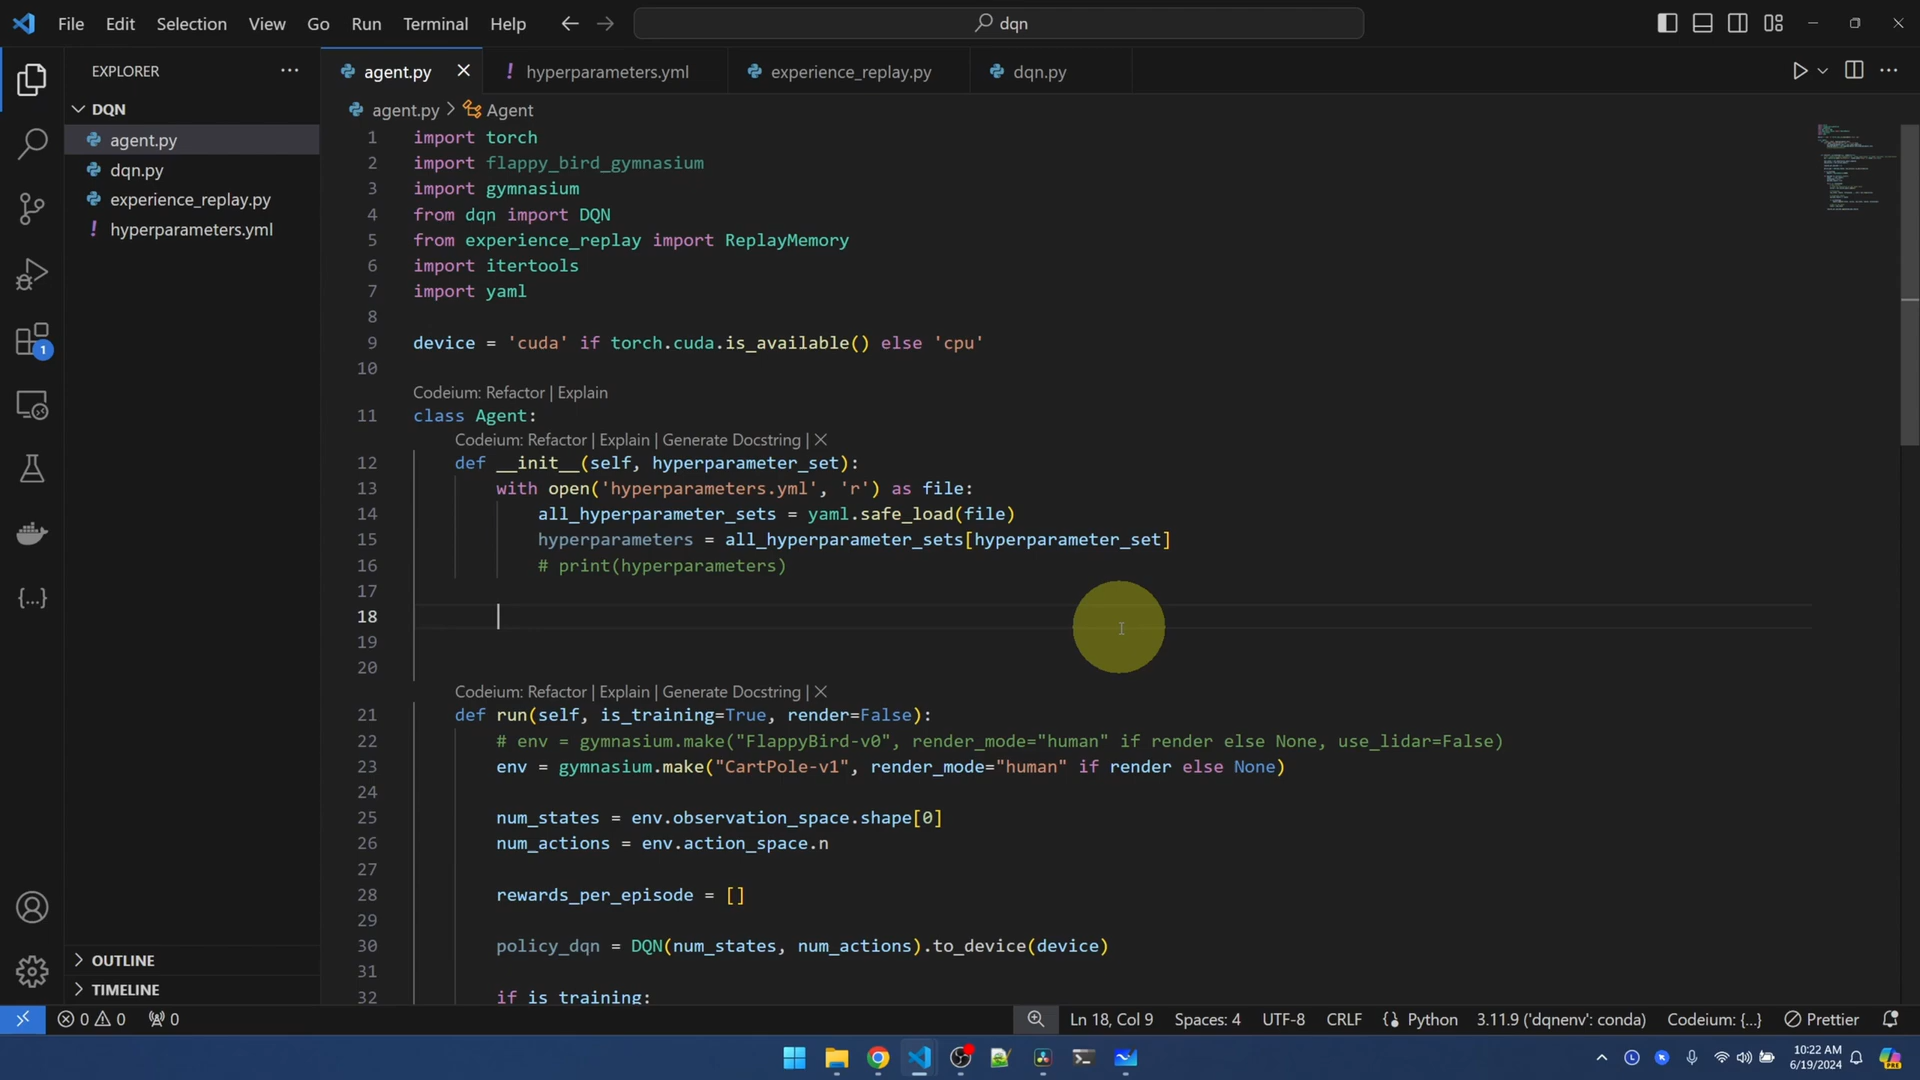 File Edit Selection View Go Run Terminal Help
dqn
EXPLORER
DQN
agent.py
dqn.py
experience_replay.py
hyperparameters.yml
1
OUTLINE
TIMELINE
agent.py
hyperparameters.yml
experience_replay.py
dqn.py
agent.py > Agent
1 import torch
2 import flappy_bird_gymnasium
3 import gymnasium
4 from dqn import DQN
5 from experience_replay import ReplayMemory
6 import itertools
7 import yaml
8
9 device = 'cuda' if torch.cuda.is_available() else 'cpu'
10
Codeium: Refactor | Explain
11 class Agent:
Codeium: Refactor | Explain | Generate Docstring | ×
12 def __init__(self, hyperparameter_set):
13 with open('hyperparameters.yml', 'r') as file:
14 all_hyperparameter_sets = yaml.safe_load(file)
15 hyperparameters = all_hyperparameter_sets[hyperparameter_set]
16 # print(hyperparameters)
17
18
19
20
Codeium: Refactor | Explain | Generate Docstring | ×
21 def run(self, is_training=True, render=False):
22 # env = gymnasium.make("FlappyBird-v0", render_mode="human" if render else None, use_lidar=False)
23 env = gymnasium.make("CartPole-v1", render_mode="human" if render else None)
24
25 num_states = env.observation_space.shape[0]
26 num_actions = env.action_space.n
27
28 rewards_per_episode = []
29
30 policy_dqn = DQN(num_states, num_actions).to_device(device)
31
32 if is_training:
0 0 0 Ln 18, Col 9 Spaces: 4 UTF-8 CRLF Python 3.11.9 ('dqnenv': conda) Codeium: {...} Prettier
10:22 AM
6/19/2024